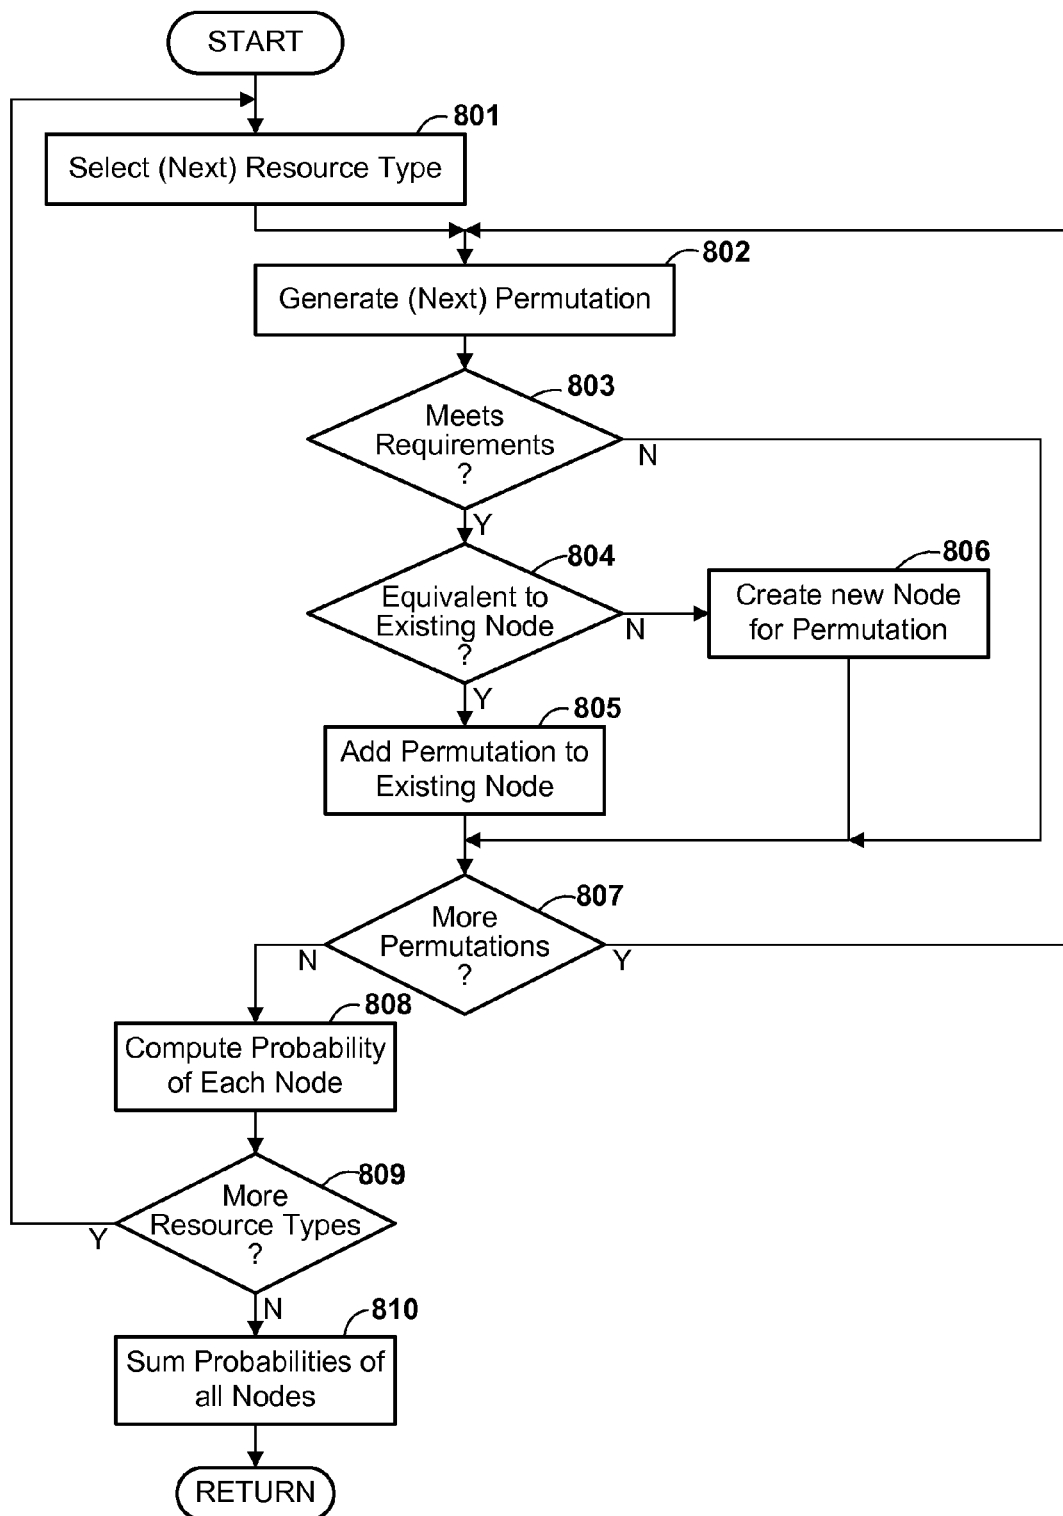 START
801
Select (Next) Resource Type
802
Generate (Next) Permutation
803
Meets
Requirements
?
N
Y
804
Equivalent to
Existing Node
?
N
Y
806
Create new Node
for Permutation
805
Add Permutation to
Existing Node
807
More
Permutations
?
N
Y
808
Compute Probability
of Each Node
809
More
Resource Types
?
Y
N
810
Sum Probabilities of
all Nodes
RETURN